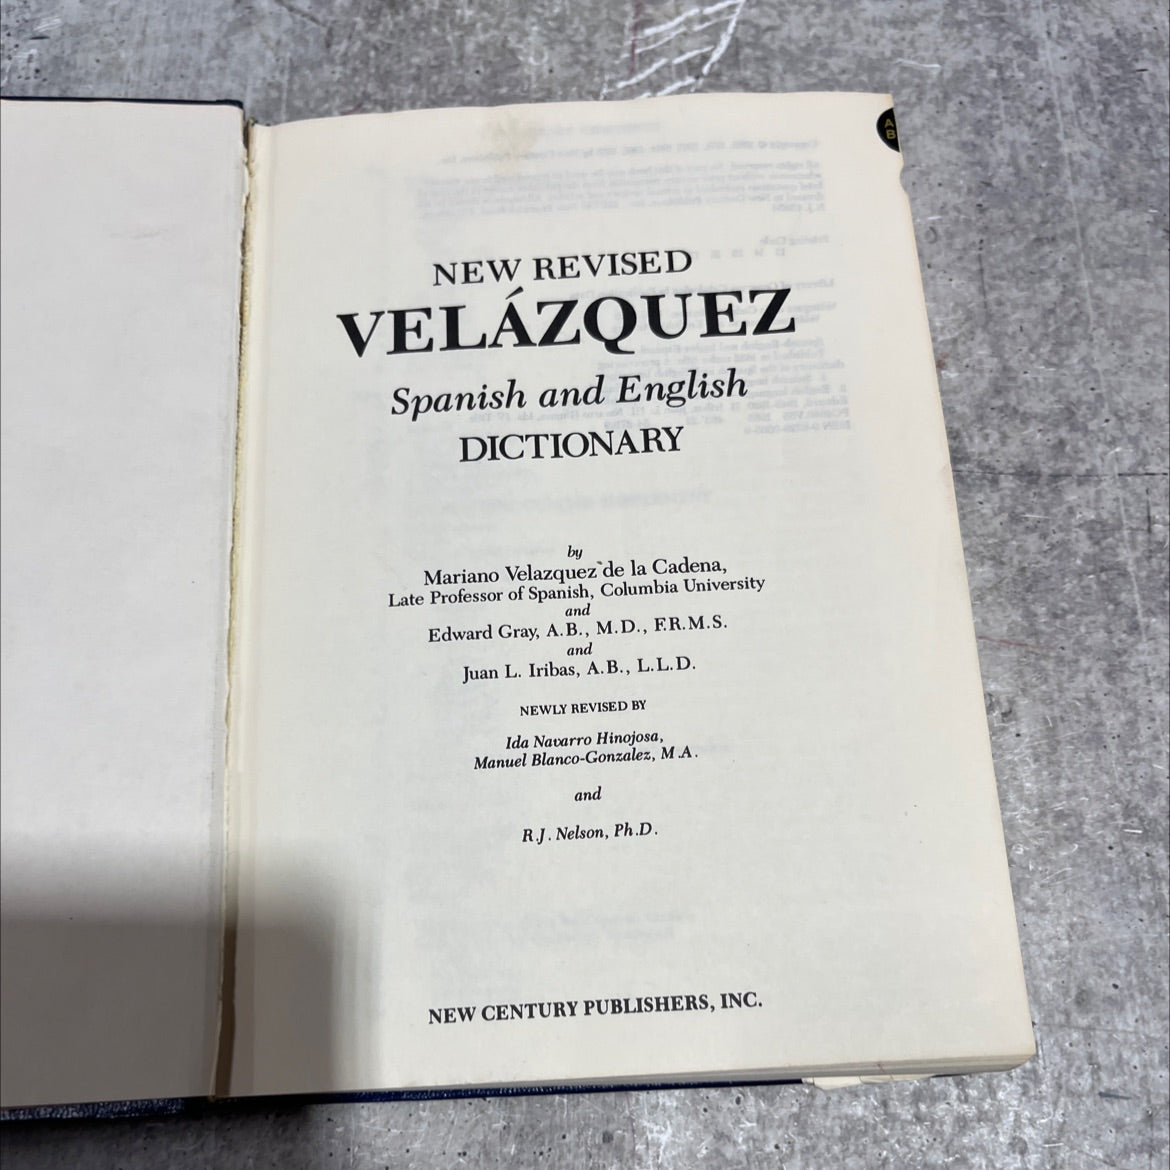 A
B
NEW REVISED
VELÁZQUEZ
Spanish and English
DICTIONARY
by
Mariano Velazquez de la Cadena,
Late Professor of Spanish, Columbia University
and
Edward Gray, A.B., M.D., F.R.M.S.
and
Juan L. Iribas, A.B., L.L.D.
NEWLY REVISED BY
Ida Navarro Hinojosa,
Manuel Blanco-Gonzalez, M.A.
and
R.J. Nelson, Ph.D.
NEW CENTURY PUBLISHERS, INC.